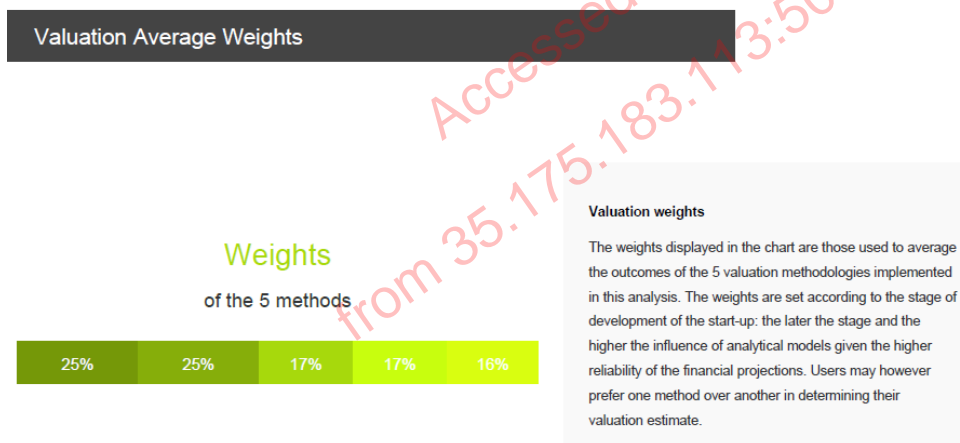 Valuation Average Weights
Accessed
from 35.175.183.113:50
Weights
of the 5 methods
25% 25% 17% 17% 16%
Valuation weights
The weights displayed in the chart are those used to average
the outcomes of the 5 valuation methodologies implemented
in this analysis. The weights are set according to the stage of
development of the start-up: the later the stage and the
higher the influence of analytical models given the higher
reliability of the financial projections. Users may however
prefer one method over another in determining their
valuation estimate.